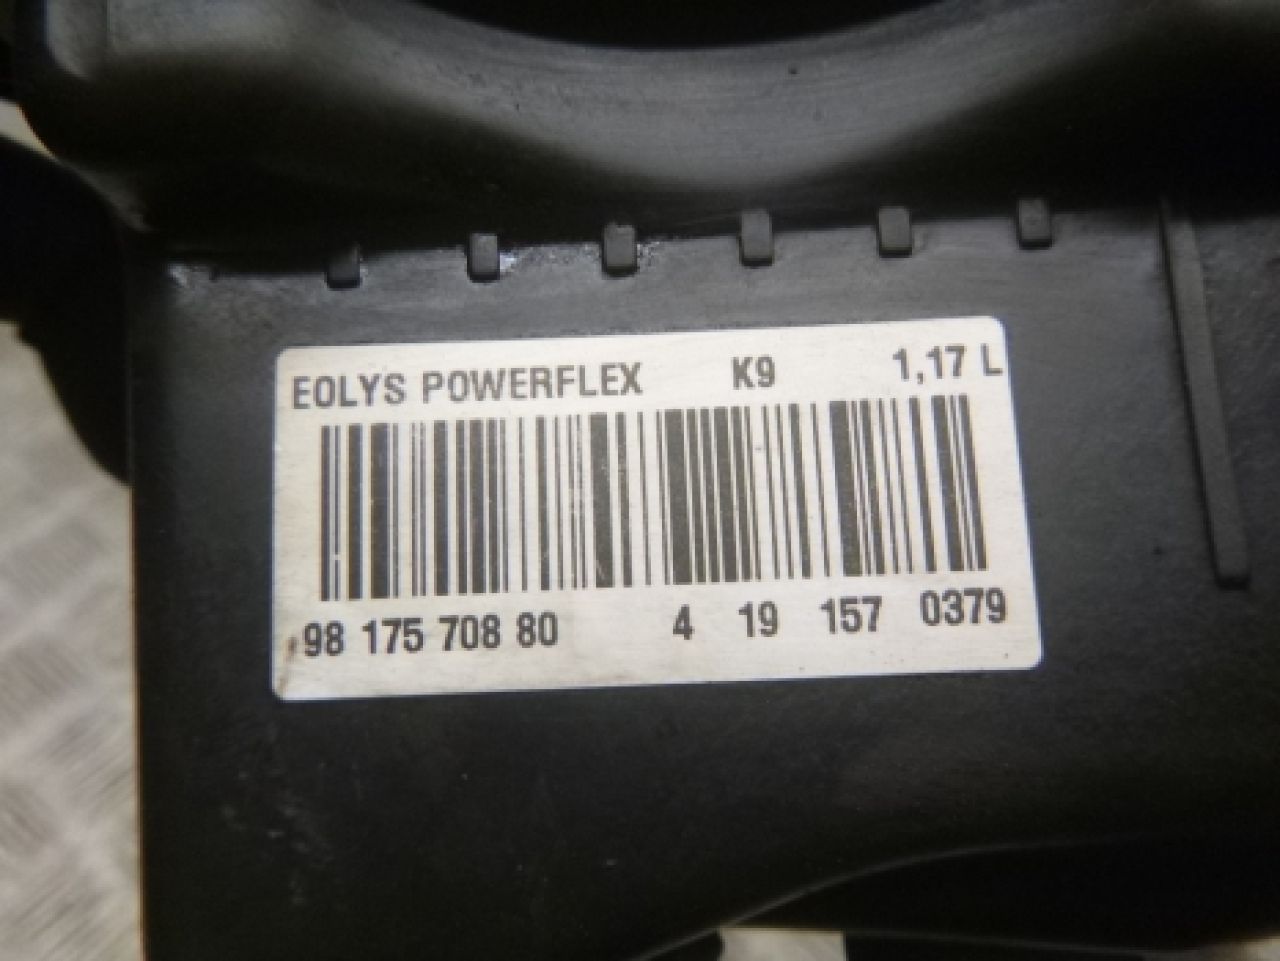 EOLYS POWERFLEX K9 1,17 L
98 175 708 80 4 19 157 0379